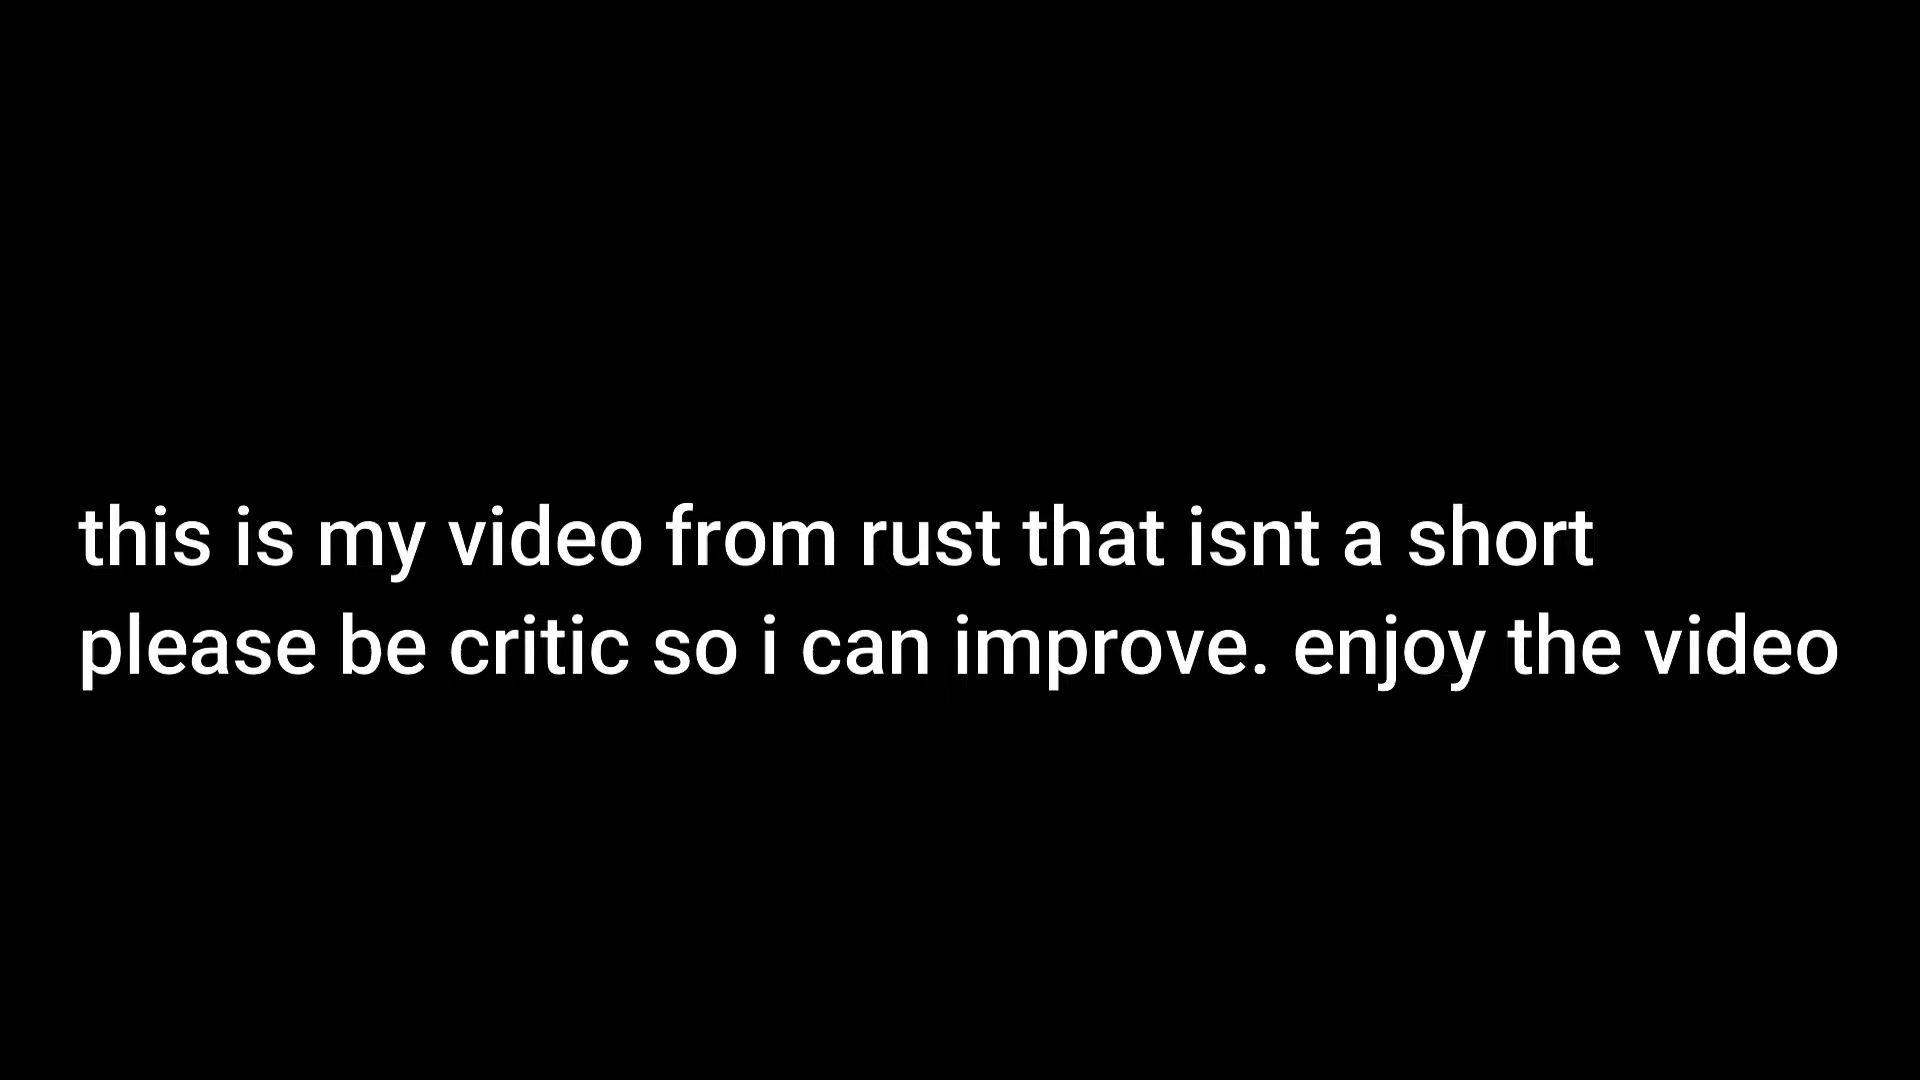 this is my video from rust that isnt a short
please be critic so i can improve. enjoy the video